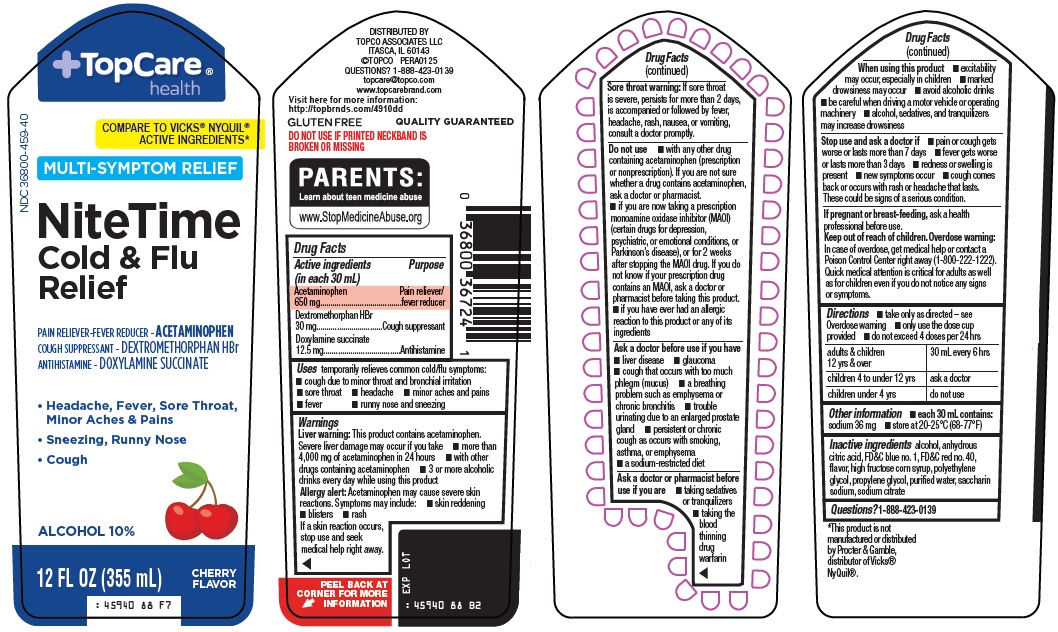 TopCare®
health
NDC 36800-459-40
COMPARE TO VICKS® NYQUIL®
ACTIVE INGREDIENTS*
MULTI-SYMPTOM RELIEF
NiteTime
Cold & Flu
Relief
PAIN RELIEVER-FEVER REDUCER - ACETAMINOPHEN
COUGH SUPPRESSANT - DEXTROMETHORPHAN HBr
ANTIHISTAMINE - DOXYLAMINE SUCCINATE
• Headache, Fever, Sore Throat,
Minor Aches & Pains
• Sneezing, Runny Nose
• Cough
ALCOHOL 10%
12 FL OZ (355 mL)
CHERRY
FLAVOR
: 45940 88 F7
DISTRIBUTED BY
TOPCO ASSOCIATES LLC
ITASCA, IL 60143
©TOPCO PERA0125
QUESTIONS? 1-888-423-0139
topcare@topco.com
www.topcarebrand.com
Visit here for more information:
http://topbrnds.com/4910dd
GLUTEN FREE QUALITY GUARANTEED
DO NOT USE IF PRINTED NECKBAND IS
BROKEN OR MISSING
PARENTS:
Learn about teen medicine abuse
www.StopMedicineAbuse.org
0 36800 36724 1
Drug Facts
Active ingredients Purpose
(in each 30 mL)
Acetaminophen Pain reliever/
650 mg..............................fever reducer
Dextromethorphan HBr
30 mg..............................Cough suppressant
Doxylamine succinate
12.5 mg..............................Antihistamine
Uses temporarily relieves common cold/flu symptoms:
■ cough due to minor throat and bronchial irritation
■ sore throat ■ headache ■ minor aches and pains
■ fever ■ runny nose and sneezing
Warnings
Liver warning: This product contains acetaminophen.
Severe liver damage may occur if you take ■ more than
4,000 mg of acetaminophen in 24 hours ■ with other
drugs containing acetaminophen ■ 3 or more alcoholic
drinks every day while using this product
Allergy alert: Acetaminophen may cause severe skin
reactions. Symptoms may include: ■ skin reddening
■ blisters ■ rash
If a skin reaction occurs,
stop use and seek
medical help right away.
PEEL BACK AT
CORNER FOR MORE
INFORMATION
EXP LOT
: 45940 88 B2
Drug Facts
(continued)
Sore throat warning: If sore throat
is severe, persists for more than 2 days,
is accompanied or followed by fever,
headache, rash, nausea, or vomiting,
consult a doctor promptly.
Do not use ■ with any other drug
containing acetaminophen (prescription
or nonprescription). If you are not sure
whether a drug contains acetaminophen,
ask a doctor or pharmacist.
■ if you are now taking a prescription
monoamine oxidase inhibitor (MAOI)
(certain drugs for depression,
psychiatric, or emotional conditions, or
Parkinson's disease), or for 2 weeks
after stopping the MAOI drug. If you do
not know if your prescription drug
contains an MAOI, ask a doctor or
pharmacist before taking this product.
■ if you have ever had an allergic
reaction to this product or any of its
ingredients
Ask a doctor before use if you have
■ liver disease ■ glaucoma
■ cough that occurs with too much
phlegm (mucus) ■ a breathing
problem such as emphysema or
chronic bronchitis ■ trouble
urinating due to an enlarged prostate
gland ■ persistent or chronic
cough as occurs with smoking,
asthma, or emphysema
■ a sodium-restricted diet
Ask a doctor or pharmacist before
use if you are ■ taking sedatives
or tranquilizers
■ taking the
blood
thinning
drug
warfarin
Drug Facts
(continued)
When using this product ■ excitability
may occur, especially in children ■ marked
drowsiness may occur ■ avoid alcoholic drinks
■ be careful when driving a motor vehicle or operating
machinery ■ alcohol, sedatives, and tranquilizers
may increase drowsiness
Stop use and ask a doctor if ■ pain or cough gets
worse or lasts more than 7 days ■ fever gets worse
or lasts more than 3 days ■ redness or swelling is
present ■ new symptoms occur ■ cough comes
back or occurs with rash or headache that lasts.
These could be signs of a serious condition.
If pregnant or breast-feeding, ask a health
professional before use.
Keep out of reach of children. Overdose warning:
In case of overdose, get medical help or contact a
Poison Control Center right away (1-800-222-1222).
Quick medical attention is critical for adults as well
as for children even if you do not notice any signs
or symptoms.
Directions ■ take only as directed – see
Overdose warning ■ only use the dose cup
provided ■ do not exceed 4 doses per 24 hrs
adults & children 30 mL every 6 hrs
12 yrs & over
children 4 to under 12 yrs ask a doctor
children under 4 yrs do not use
Other information ■ each 30 mL contains:
sodium 36 mg ■ store at 20-25°C (68-77°F)
Inactive ingredients alcohol, anhydrous
citric acid, FD&C blue no. 1, FD&C red no. 40,
flavor, high fructose corn syrup, polyethylene
glycol, propylene glycol, purified water, saccharin
sodium, sodium citrate
Questions? 1-888-423-0139
*This product is not
manufactured or distributed
by Procter & Gamble,
distributor of Vicks®
NyQuil®.